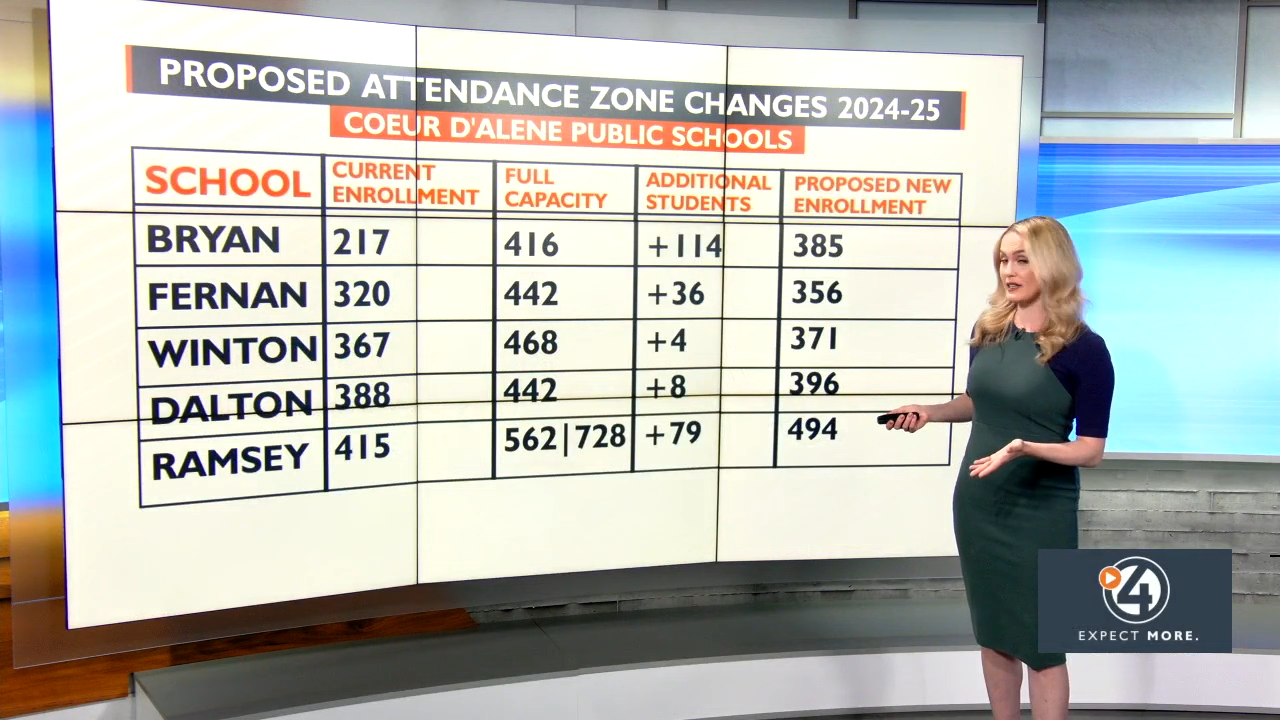 PROPOSED ATTENDANCE ZONE CHANGES 2024-25
COEUR D'ALENE PUBLIC SCHOOLS
SCHOOL CURRENT ENROLLMENT FULL CAPACITY ADDITIONAL STUDENTS PROPOSED NEW ENROLLMENT
BRYAN 217 416 +114 385
FERNAN 320 442 +36 356
WINTON 367 468 +4 371
DALTON 388 442 +8 396
RAMSEY 415 562|728 +79 494
4
EXPECT MORE.